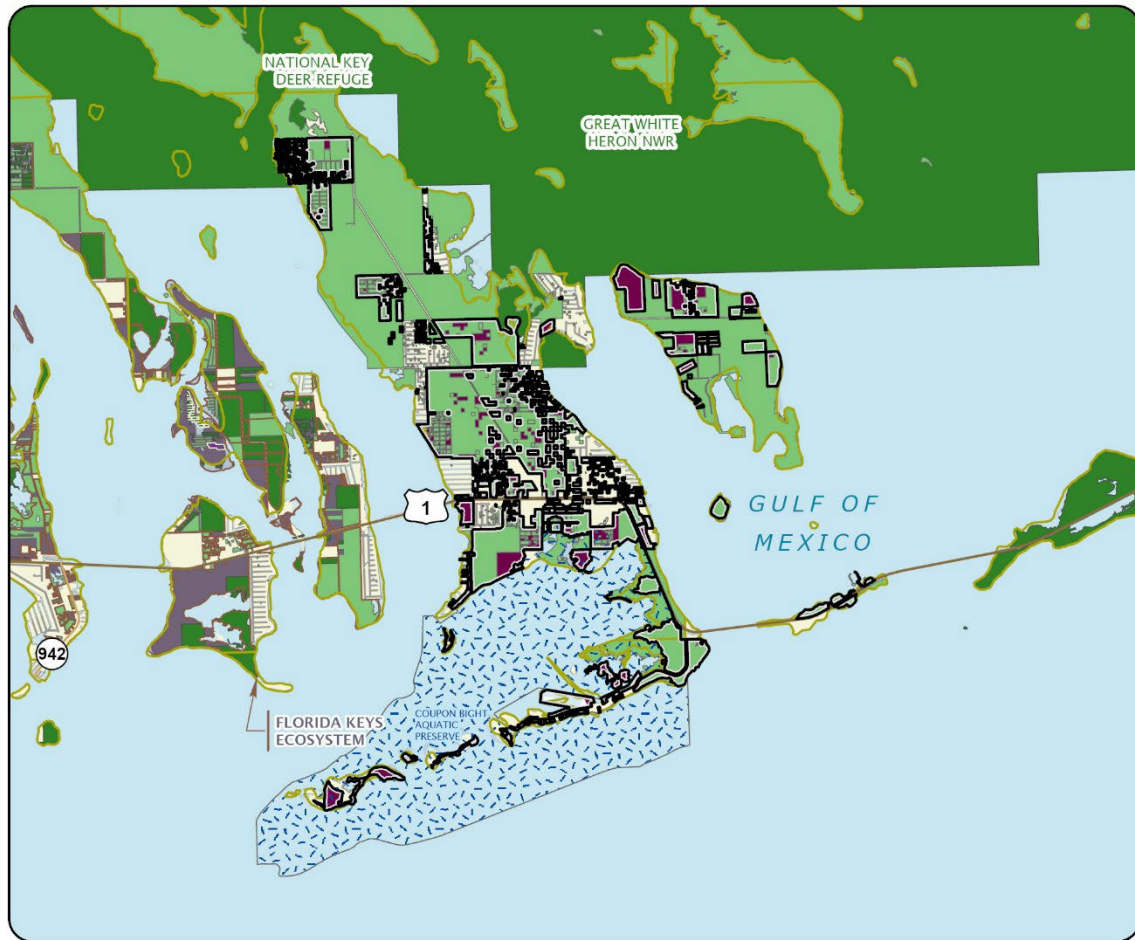 NATIONAL KEY
DEER REFUGE
GREAT WHITE
HERON NWR
1
GULF OF
MEXICO
942
FLORIDA KEYS
ECOSYSTEM
COUPON BIGHT
AQUATIC
PRESERVE